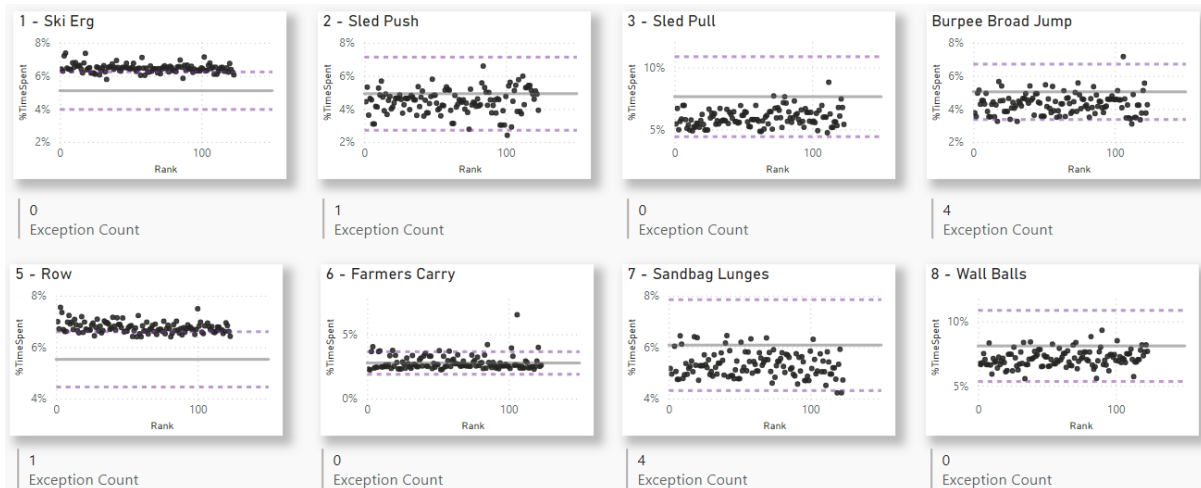 1 - Ski Erg
%TimeSpent
8%
6%
4%
2%
0
100
Rank
0
Exception Count
2 - Sled Push
%TimeSpent
8%
6%
4%
2%
0
100
Rank
1
Exception Count
3 - Sled Pull
%TimeSpent
10%
5%
0
100
Rank
0
Exception Count
Burpee Broad Jump
%TimeSpent
8%
6%
4%
2%
0
100
Rank
4
Exception Count
5 - Row
%TimeSpent
8%
6%
4%
0
100
Rank
1
Exception Count
6 - Farmers Carry
%TimeSpent
5%
0%
0
100
Rank
0
Exception Count
7 - Sandbag Lunges
%TimeSpent
8%
6%
4%
0
100
Rank
4
Exception Count
8 - Wall Balls
%TimeSpent
10%
5%
0
100
Rank
0
Exception Count